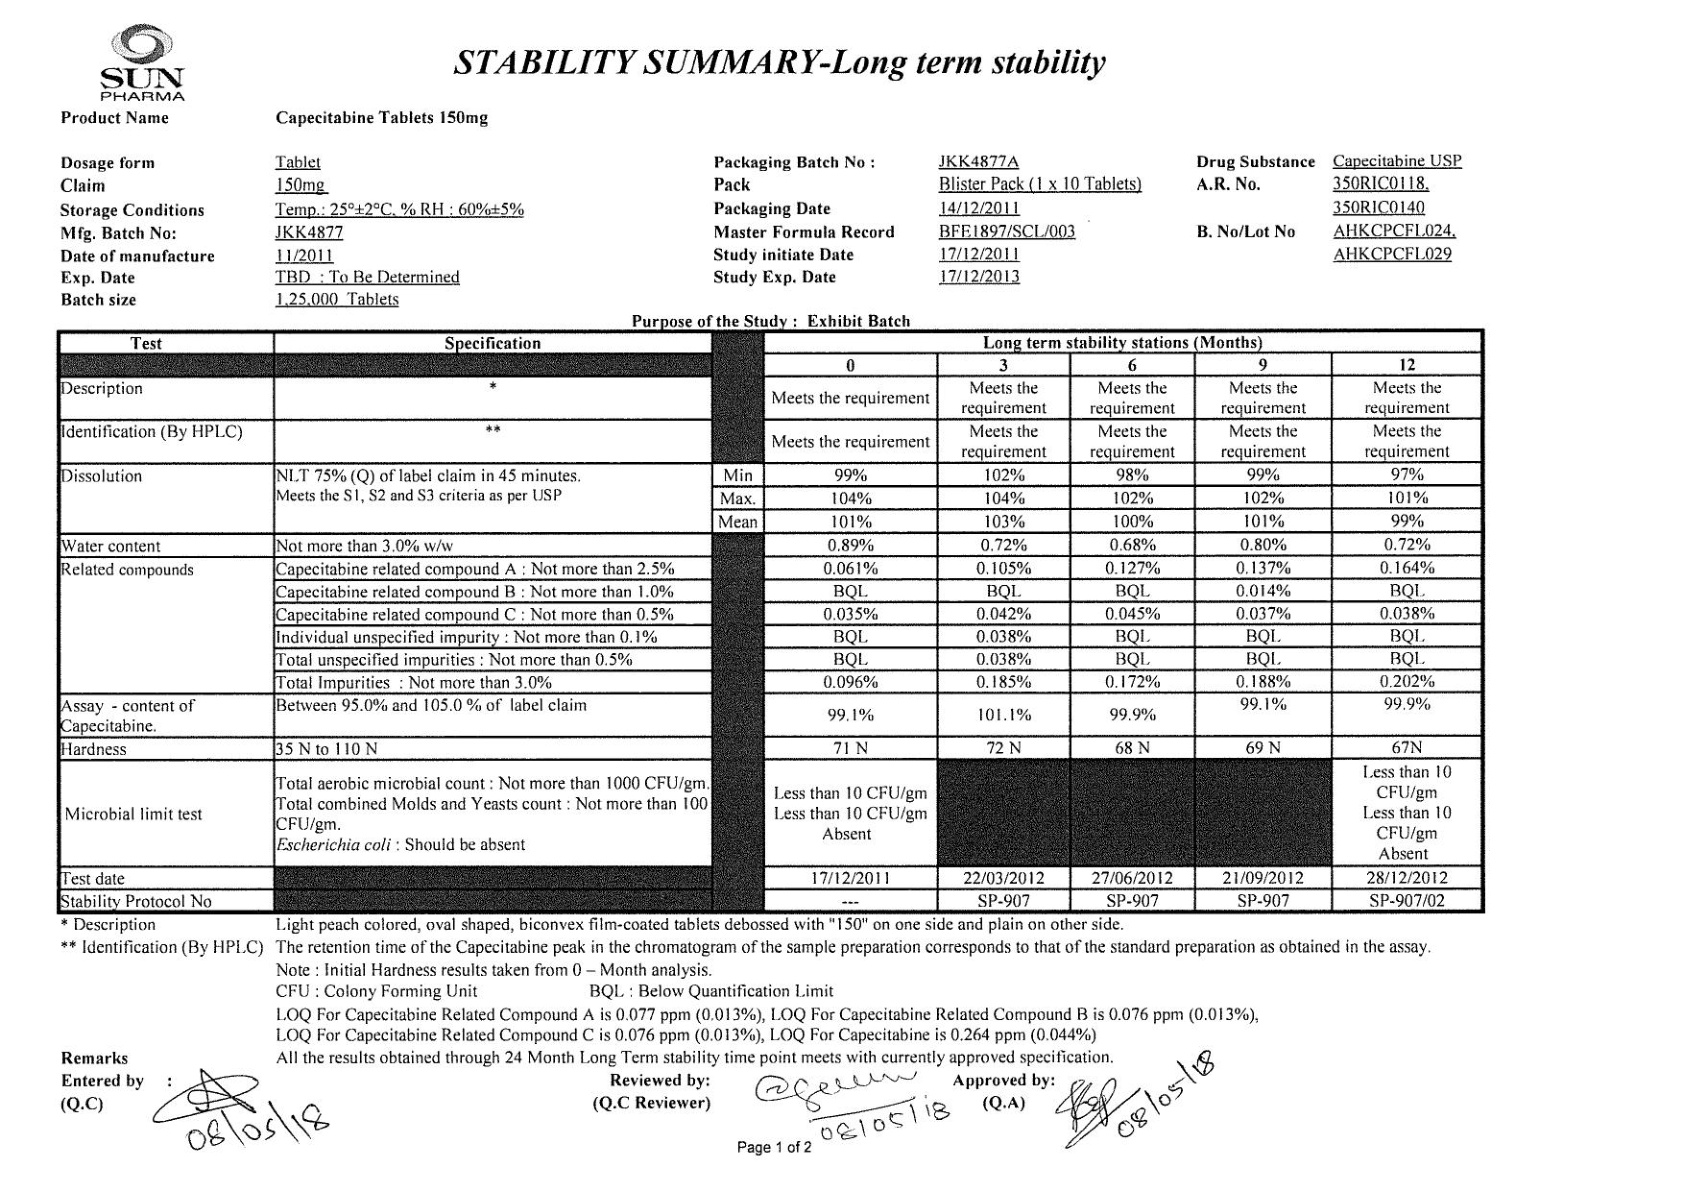 SUN
PHARMA
STABILITY SUMMARY-Long term stability
Product Name Capecitabine Tablets 150mg
Dosage form Tablet Packaging Batch No : JKK4877A Drug Substance Capecitabine USP
Claim 150mg Pack Blister Pack (1 x 10 Tablets) A.R. No. 350RIC0118,
Storage Conditions Temp.: 25°±2°C, % RH : 60%±5% Packaging Date 14/12/2011 350RIC0140
Mfg. Batch No: JKK4877 Master Formula Record BFE1897/SCL/003 B. No/Lot No AHKCPCFL024,
Date of manufacture 11/2011 Study initiate Date 17/12/2011 AHKCPCFL029
Exp. Date TBD : To Be Determined Study Exp. Date 17/12/2013
Batch size 1,25,000 Tablets
Purpose of the Study : Exhibit Batch
Test Specification Long term stability stations (Months)
0 3 6 9 12
Description * Meets the requirement Meets the requirement Meets the requirement Meets the requirement Meets the requirement
Identification (By HPLC) ** Meets the requirement Meets the requirement Meets the requirement Meets the requirement Meets the requirement
Dissolution NLT 75% (Q) of label claim in 45 minutes. Min 99% 102% 98% 99% 97%
Meets the S1, S2 and S3 criteria as per USP Max. 104% 104% 102% 102% 101%
Mean 101% 103% 100% 101% 99%
Water content Not more than 3.0% w/w 0.89% 0.72% 0.68% 0.80% 0.72%
Related compounds Capecitabine related compound A : Not more than 2.5% 0.061% 0.105% 0.127% 0.137% 0.164%
Capecitabine related compound B : Not more than 1.0% BQL BQL BQL 0.014% BQL
Capecitabine related compound C : Not more than 0.5% 0.035% 0.042% 0.045% 0.037% 0.038%
Individual unspecified impurity : Not more than 0.1% BQL 0.038% BQL BQL BQL
Total unspecified impurities : Not more than 0.5% BQL 0.038% BQL BQL BQL
Total Impurities : Not more than 3.0% 0.096% 0.185% 0.172% 0.188% 0.202%
Assay - content of Capecitabine. Between 95.0% and 105.0 % of label claim 99.1% 101.1% 99.9% 99.1% 99.9%
Hardness 35 N to 110 N 71 N 72 N 68 N 69 N 67N
Microbial limit test
Total aerobic microbial count : Not more than 1000 CFU/gm. Less than 10 CFU/gm Less than 10 CFU/gm
Total combined Molds and Yeasts count : Not more than 100 CFU/gm. Less than 10 CFU/gm Less than 10 CFU/gm
Escherichia coli : Should be absent Absent Absent
Test date 17/12/2011 22/03/2012 27/06/2012 21/09/2012 28/12/2012
Stability Protocol No --- SP-907 SP-907 SP-907 SP-907/02
* Description Light peach colored, oval shaped, biconvex film-coated tablets debossed with "150" on one side and plain on other side.
** Identification (By HPLC) The retention time of the Capecitabine peak in the chromatogram of the sample preparation corresponds to that of the standard preparation as obtained in the assay.
Note : Initial Hardness results taken from 0 – Month analysis.
CFU : Colony Forming Unit BQL : Below Quantification Limit
LOQ For Capecitabine Related Compound A is 0.077 ppm (0.013%), LOQ For Capecitabine Related Compound B is 0.076 ppm (0.013%),
LOQ For Capecitabine Related Compound C is 0.076 ppm (0.013%), LOQ For Capecitabine is 0.264 ppm (0.044%)
Remarks All the results obtained through 24 Month Long Term stability time point meets with currently approved specification.
Entered by : Reviewed by: Approved by:
(Q.C) (Q.C Reviewer) (Q.A)
08/05/18 08/05/18 08/05/18
Page 1 of 2